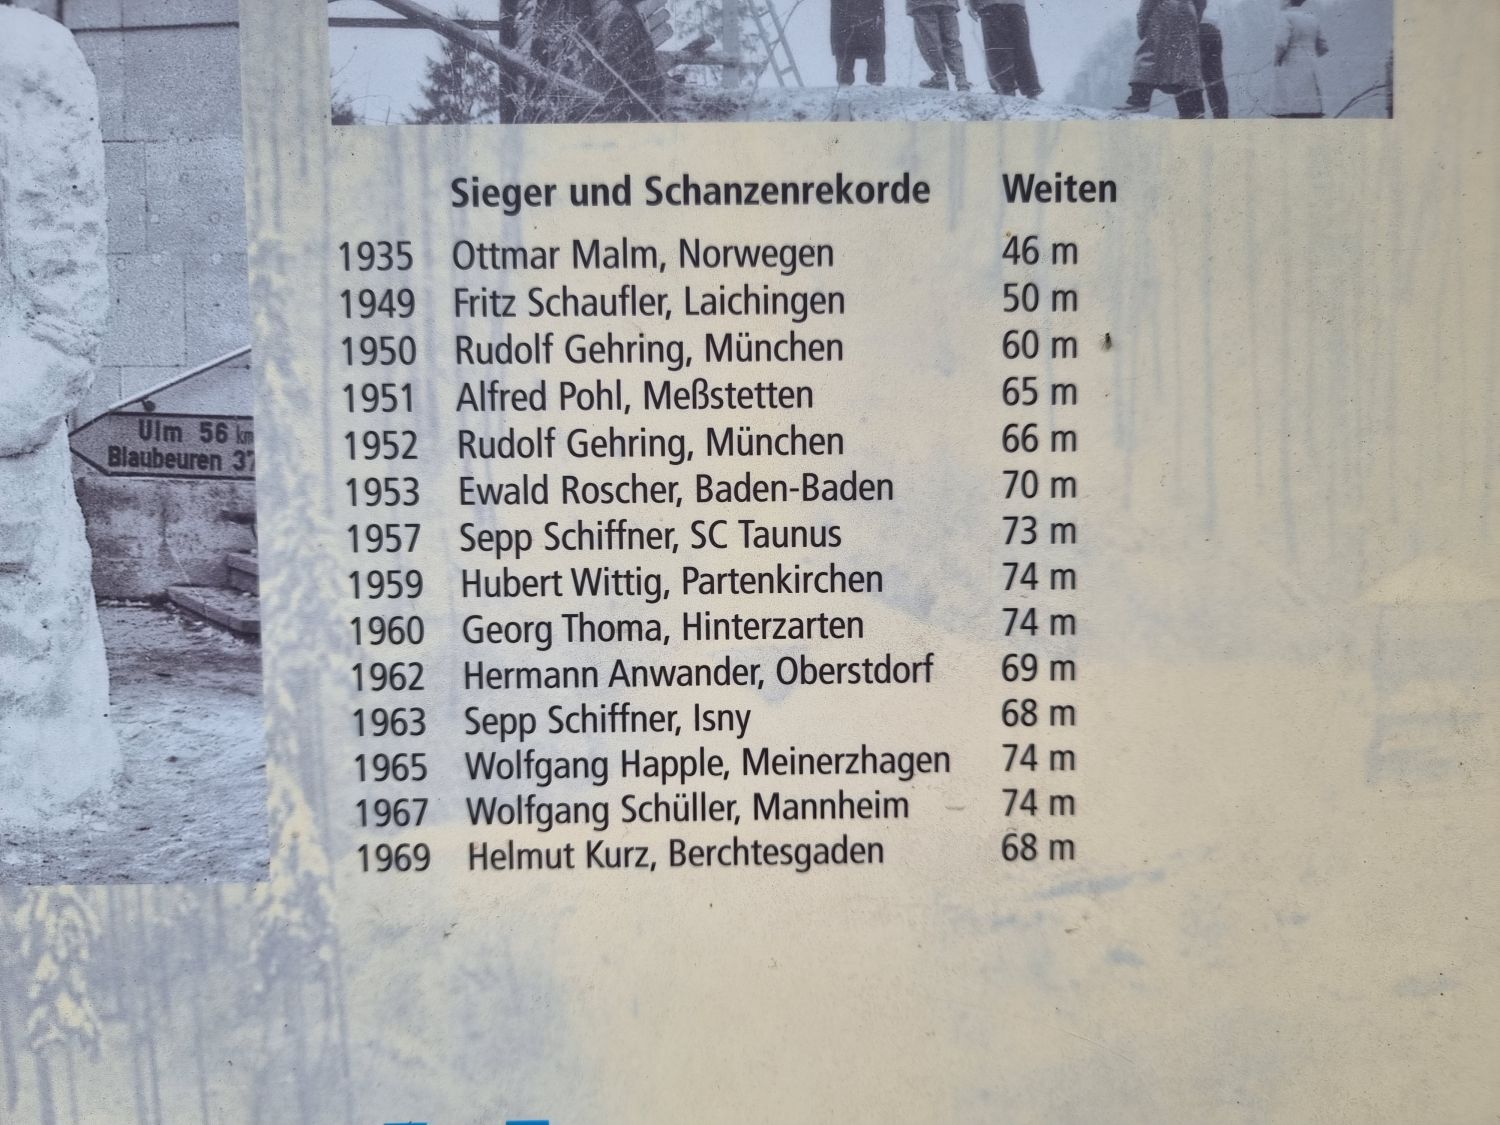 Sieger und Schanzenrekorde Weiten
1935 Ottmar Malm, Norwegen 46 m
1949 Fritz Schaufler, Laichingen 50 m
1950 Rudolf Gehring, München 60 m
1951 Alfred Pohl, Meßstetten 65 m
1952 Rudolf Gehring, München 66 m
1953 Ewald Roscher, Baden-Baden 70 m
1957 Sepp Schiffner, SC Taunus 73 m
1959 Hubert Wittig, Partenkirchen 74 m
1960 Georg Thoma, Hinterzarten 74 m
1962 Hermann Anwander, Oberstdorf 69 m
1963 Sepp Schiffner, Isny 68 m
1965 Wolfgang Happle, Meinerzhagen 74 m
1967 Wolfgang Schüller, Mannheim 74 m
1969 Helmut Kurz, Berchtesgaden 68 m
Ulm 56 km
Blaubeuren 37